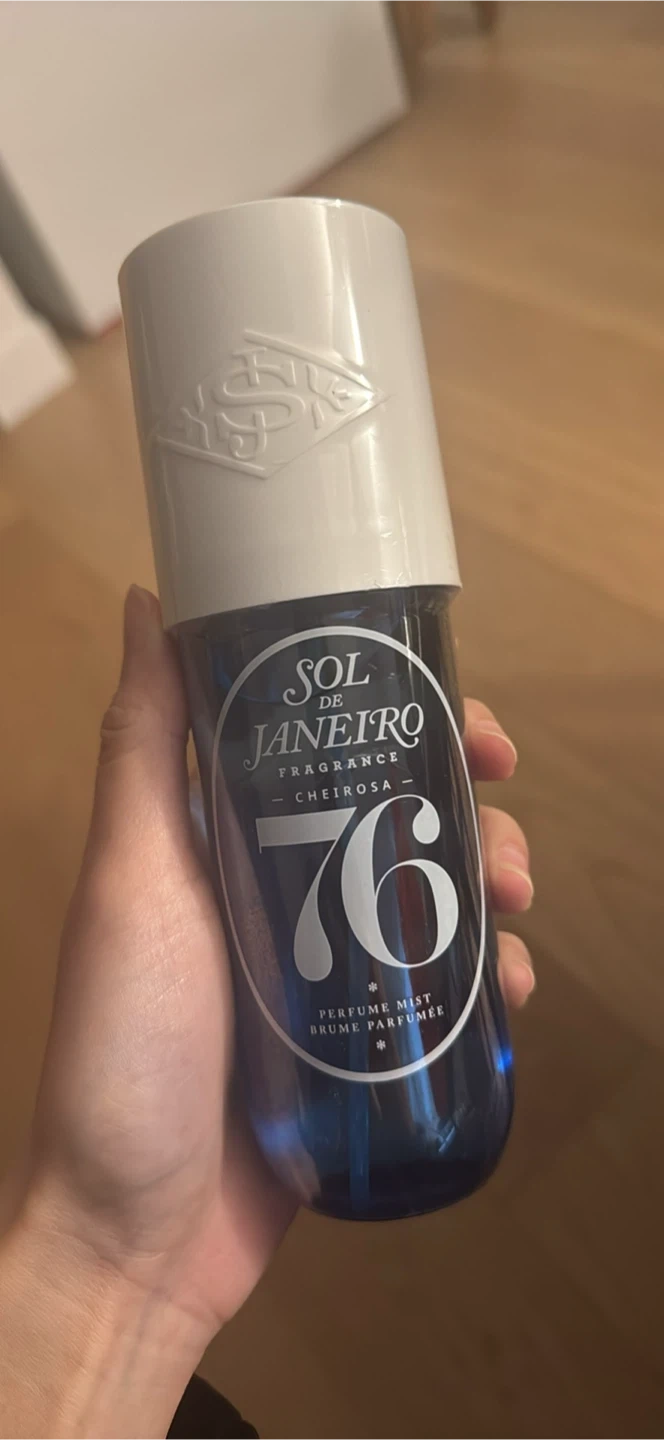 SOL
DE
JANEIRO
FRAGRANCE
– CHEIROSA –
76
*
PERFUME MIST
BRUME PARFUMÉE
*